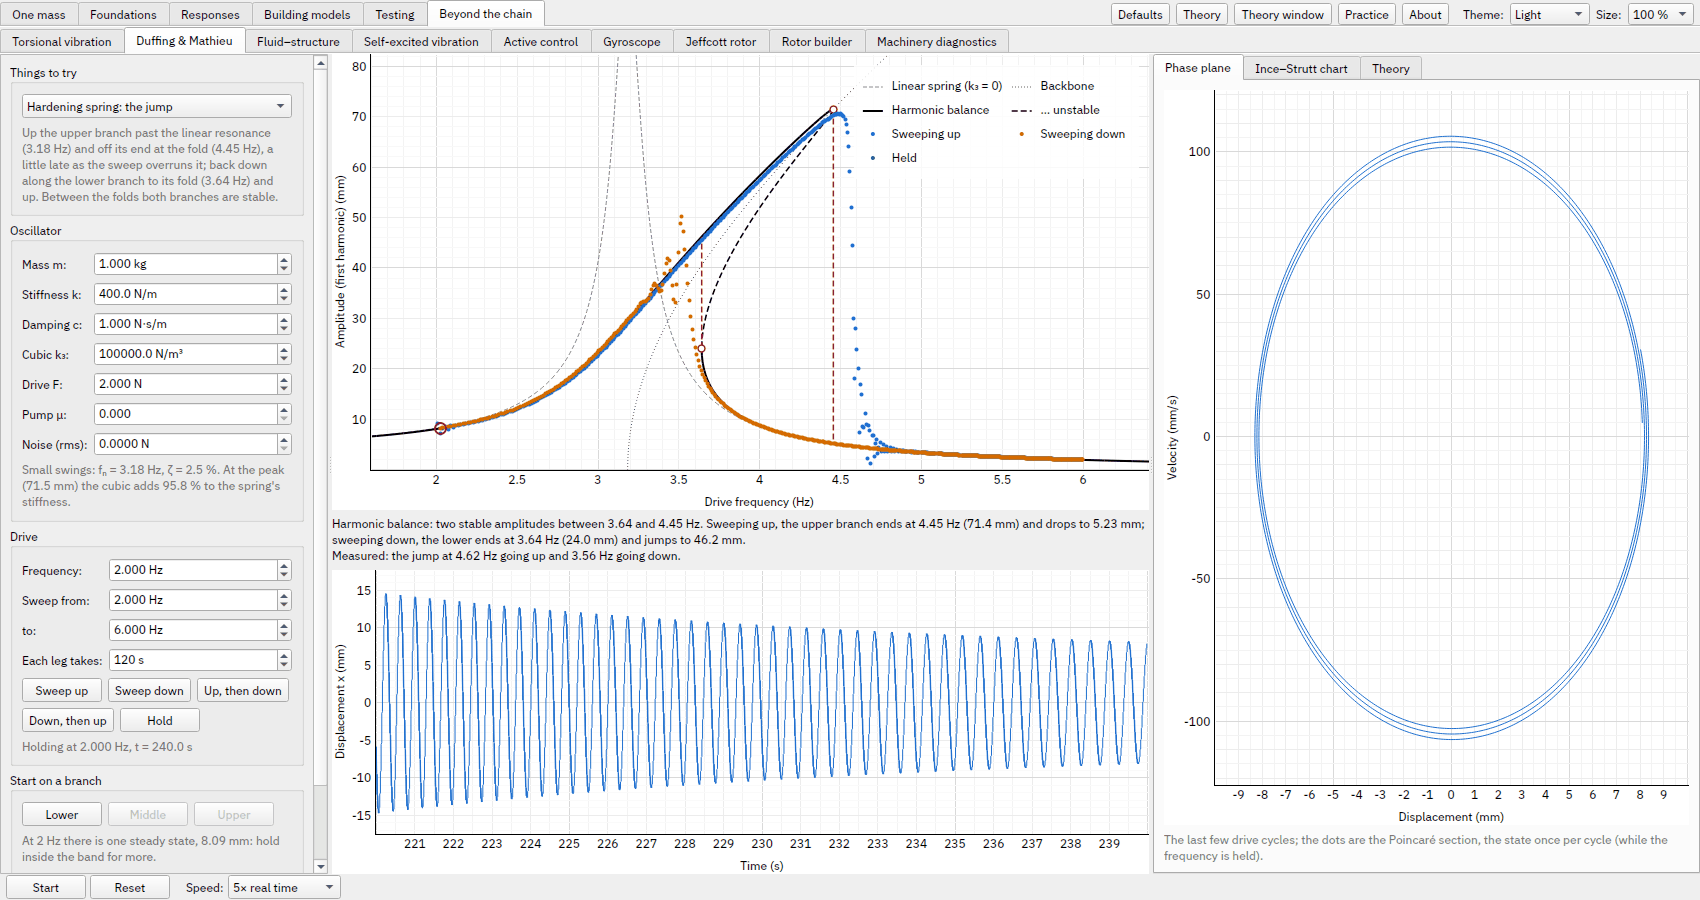 One mass
Foundations
Responses
Building models
Testing
Beyond the chain
Defaults
Theory
Theory window
Practice
About
Theme:
Light
Size:
100 %
Torsional vibration
Duffing & Mathieu
Fluid–structure
Self-excited vibration
Active control
Gyroscope
Jeffcott rotor
Rotor builder
Machinery diagnostics
Things to try
Hardening spring: the jump
Up the upper branch past the linear resonance
(3.18 Hz) and off its end at the fold (4.45 Hz), a
little late as the sweep overruns it; back down
along the lower branch to its fold (3.64 Hz) and
up. Between the folds both branches are stable.
Oscillator
Mass m: 1.000 kg
Stiffness k: 400.0 N/m
Damping c: 1.000 N·s/m
Cubic k₃: 100000.0 N/m³
Drive F: 2.000 N
Pump μ: 0.000
Noise (rms): 0.0000 N
Small swings: fₙ = 3.18 Hz, ζ = 2.5 %. At the peak
(71.5 mm) the cubic adds 95.8 % to the spring's
stiffness.
Drive
Frequency: 2.000 Hz
Sweep from: 2.000 Hz
to: 6.000 Hz
Each leg takes: 120 s
Sweep up
Sweep down
Up, then down
Down, then up
Hold
Holding at 2.000 Hz, t = 240.0 s
Start on a branch
Lower
Middle
Upper
At 2 Hz there is one steady state, 8.09 mm: hold
inside the band for more.
Start
Reset
Speed:
5× real time
Amplitude (first harmonic) (mm)
80
70
60
50
40
30
20
10
2 2.5 3 3.5 4 4.5 5 5.5 6
Drive frequency (Hz)
Linear spring (k₃ = 0)
Backbone
Harmonic balance
... unstable
Sweeping up
Sweeping down
Held
Harmonic balance: two stable amplitudes between 3.64 and 4.45 Hz. Sweeping up, the upper branch ends at 4.45 Hz (71.4 mm) and drops to 5.23 mm;
sweeping down, the lower ends at 3.64 Hz (24.0 mm) and jumps to 46.2 mm.
Measured: the jump at 4.62 Hz going up and 3.56 Hz going down.
Displacement x (mm)
15
10
5
0
-5
-10
-15
221 222 223 224 225 226 227 228 229 230 231 232 233 234 235 236 237 238 239
Time (s)
Phase plane
Ince–Strutt chart
Theory
Velocity (mm/s)
100
50
0
-50
-100
-9 -8 -7 -6 -5 -4 -3 -2 -1 0 1 2 3 4 5 6 7 8 9
Displacement (mm)
The last few drive cycles; the dots are the Poincaré section, the state once per cycle (while the
frequency is held).